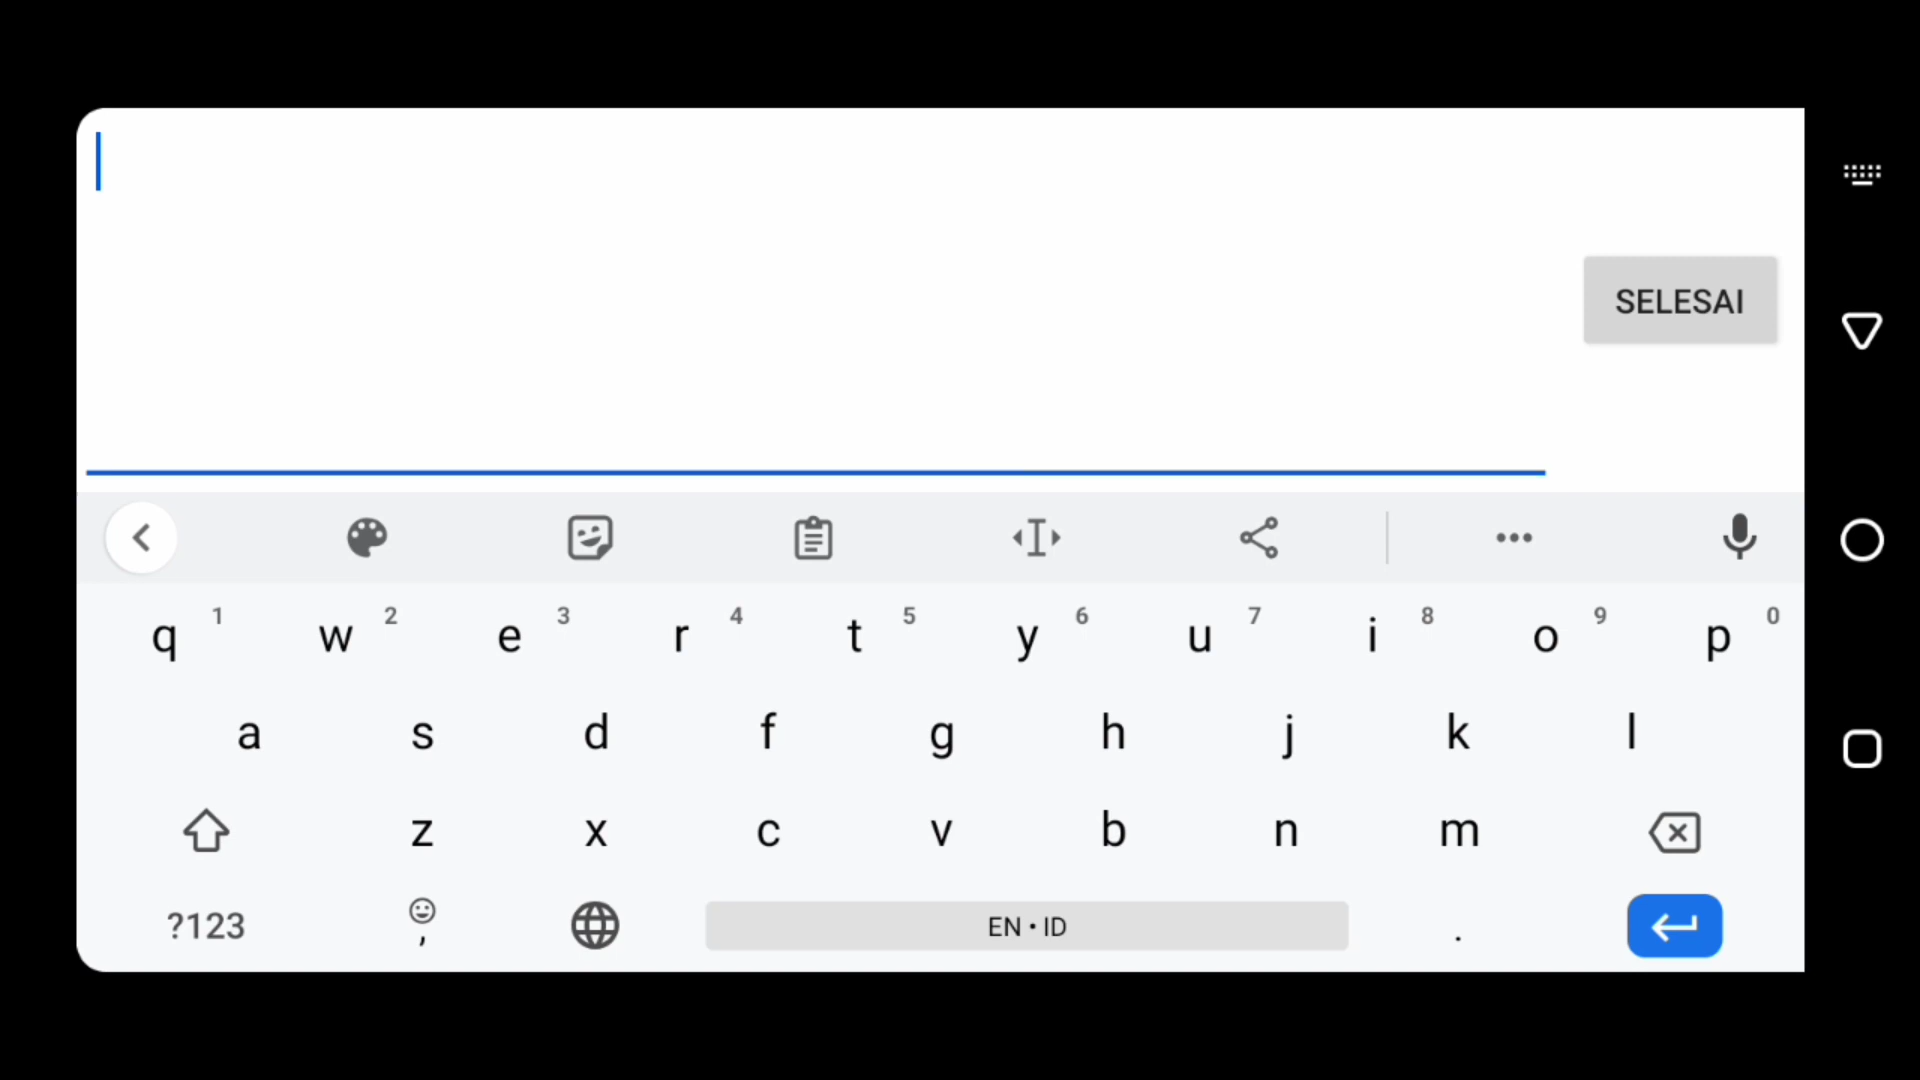 SELESAI
q 1 w 2 e 3 r 4 t 5 y 6 u 7 i 8 o 9 p 0
a s d f g h j k l
z x c v b n m
?123 , EN • ID .